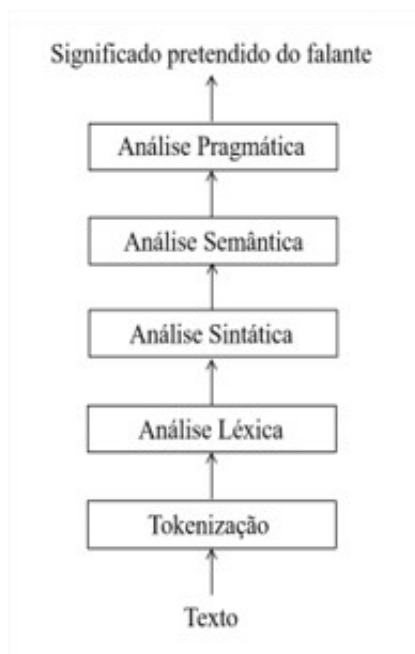 Significado pretendido do falante
Análise Pragmática
Análise Semântica
Análise Sintática
Análise Léxica
Tokenização
Texto